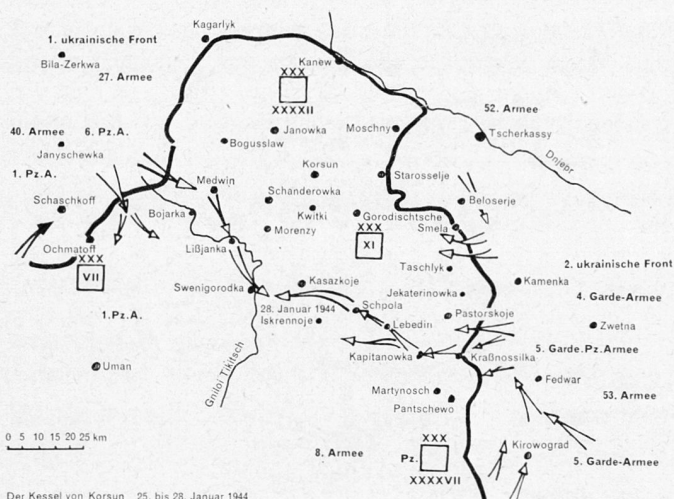 Kagarlyk
1. ukrainische Front
Bila-Zerkwa
27. Armee
Kanew
XXX
XXXXII
52. Armee
40. Armee
6. Pz.A.
Janowka
Moschny
Tscherkassy
Janyschewka
Boguslaw
Dnjepr
1. Pz.A.
Korsun
Starosselje
Medwin
Schanderowka
Schaschkoff
Beloserje
Bojarka
Kwitki
Gorodischtsche
Morenzy
Smela
XXX
XI
Ochmatoff
Lißjanka
XXX
VII
Taschlyk
2. ukrainische Front
Kasazkoje
Kamenka
Swenigorodka
Jekaterinowka
4. Garde-Armee
28. Januar 1944
Schpola
1.Pz.A.
Iskrennoje
Pastorskoje
Lebedin
Zwetna
Gniloi Tikitsch
5. Garde.Pz.Armee
Kapitanowka
Kraßnossilka
Uman
Fedwar
Martynosch
53. Armee
Pantschewo
0 5 10 15 20 25 km
XXX
Kirowograd
8. Armee
Pz.
5. Garde-Armee
XXXXVII
Der Kessel von Korsun 25. bis 28. Januar 1944